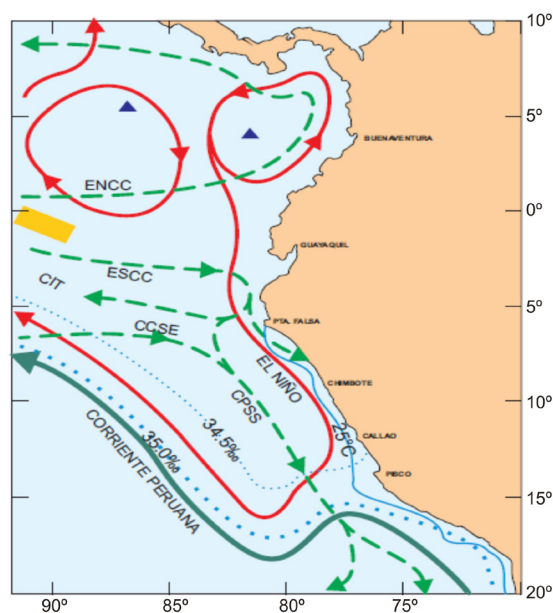 10º
5º
BUENAVENTURA
ENCC
0º
GUAYAQUIL
ESCC
CIT
5º
PTA. FALSA
CCSE
EL NIÑO
CHIMBOTE
CPSS
10º
34.5‰
25°C
CALLAO
35.0‰
CORRIENTE PERUANA
PISCO
15º
20º
90º
85º
80º
75º